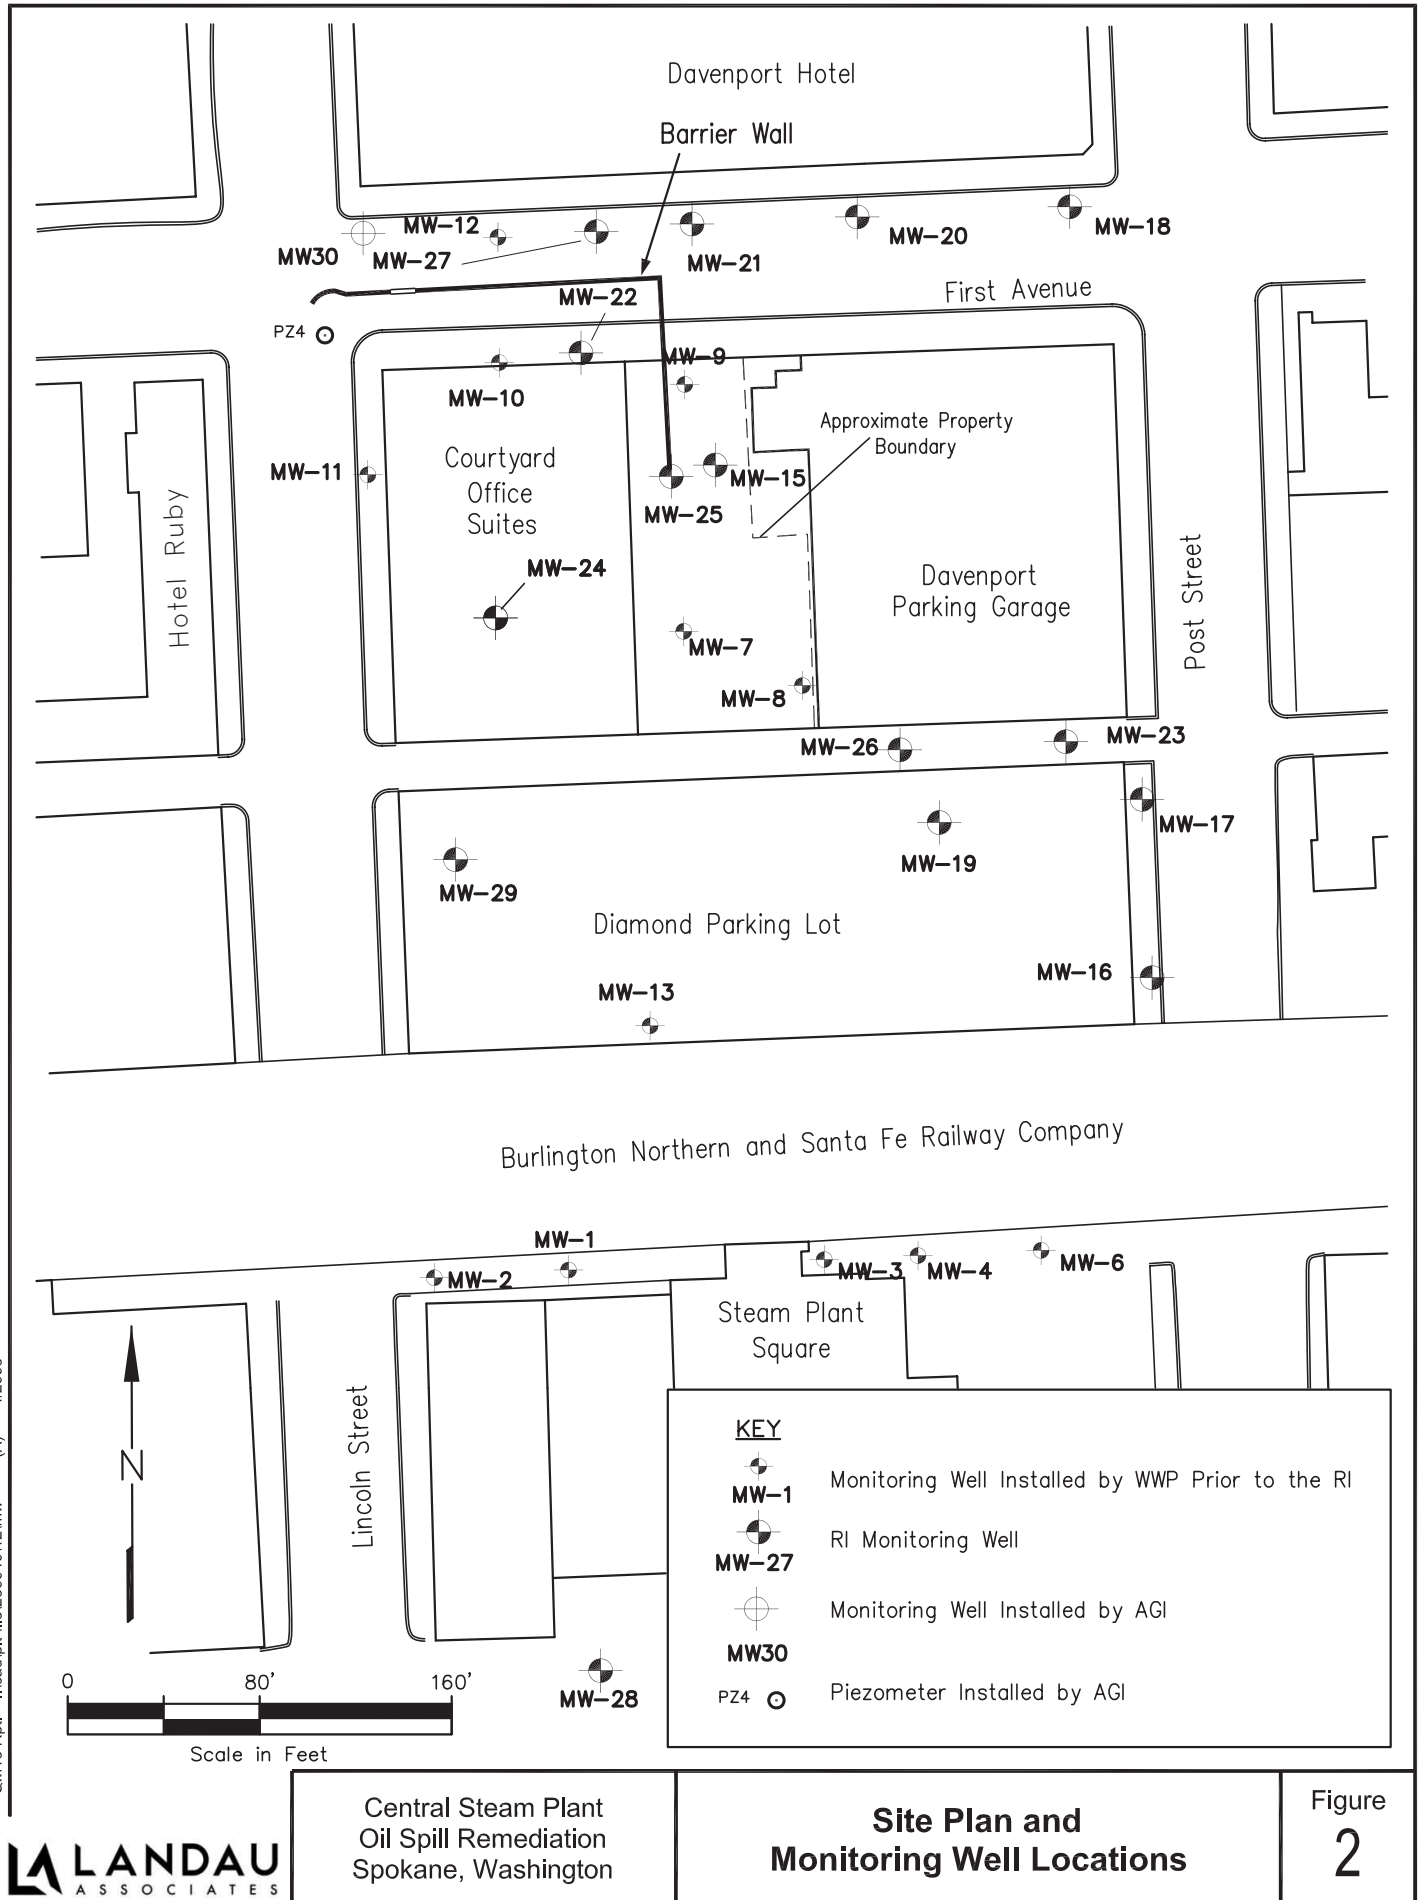 Davenport Hotel
Barrier Wall
MW-12
MW-20
MW-18
MW30
MW-27
MW-21
First Avenue
MW-22
PZ4
MW-9
MW-10
Approximate Property
Boundary
Courtyard
Office
Suites
MW-11
MW-15
MW-25
Hotel Ruby
MW-24
Davenport
Parking Garage
Post Street
MW-7
MW-8
MW-26
MW-23
MW-17
MW-19
MW-29
Diamond Parking Lot
MW-16
MW-13
Burlington Northern and Santa Fe Railway Company
MW-1
MW-2
MW-3
MW-4
MW-6
Steam Plant
Square
Lincoln Street
N
KEY
MW-1
Monitoring Well Installed by WWP Prior to the RI
MW-27
RI Monitoring Well
MW30
Monitoring Well Installed by AGI
PZ4
Piezometer Installed by AGI
MW-28
0 80' 160'
Scale in Feet
LANDAU
ASSOCIATES
Central Steam Plant
Oil Spill Remediation
Spokane, Washington
Site Plan and
Monitoring Well Locations
Figure
2